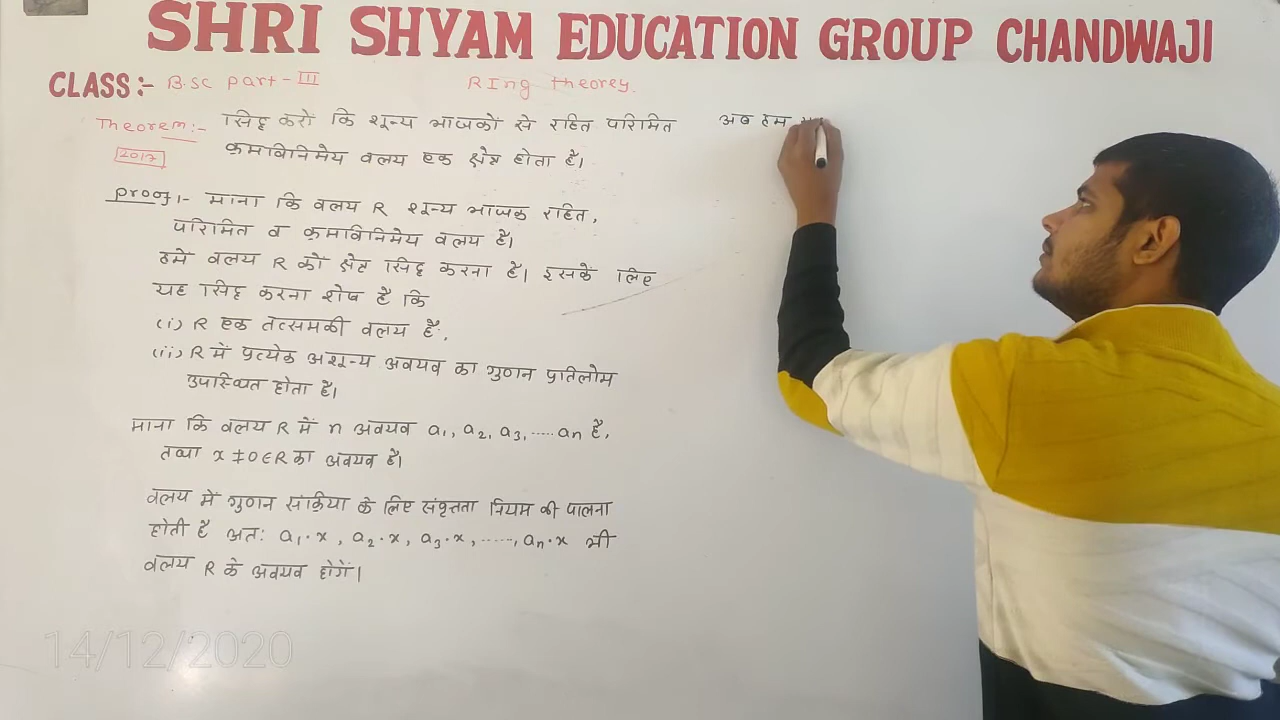 SHRI SHYAM EDUCATION GROUP CHANDWAJI
CLASS:- B.SC part-III Ring theorey.
Theorem:- सिद्ध करो कि शून्य भाजकों से रहित परिमित
2017 क्रमविनिमेय वलय एक क्षेत्र होता है।
proof:- माना कि वलय R शून्य भाजक रहित,
परिमित व क्रमविनिमेय वलय है।
हमे वलय R को क्षेत्र सिद्ध करना है। इसके लिए
यह सिद्ध करना शेष है कि
(i) R एक तत्समकी वलय है.
(ii) R में प्रत्येक अशून्य अवयव का गुणन प्रतिलोम
उपस्थित होता है।
माना कि वलय R में n अवयव a₁, a₂, a₃, ..... an है,
तथा x ≠ 0 ∈ R का अवयव है।
वलय में गुणन संक्रिया के लिए संवृत्तता नियम की पालना
होती है अतः a₁·x, a₂·x, a₃·x, ....., an·x भी
वलय R के अवयव होगें।
अब हम
14/12/2020